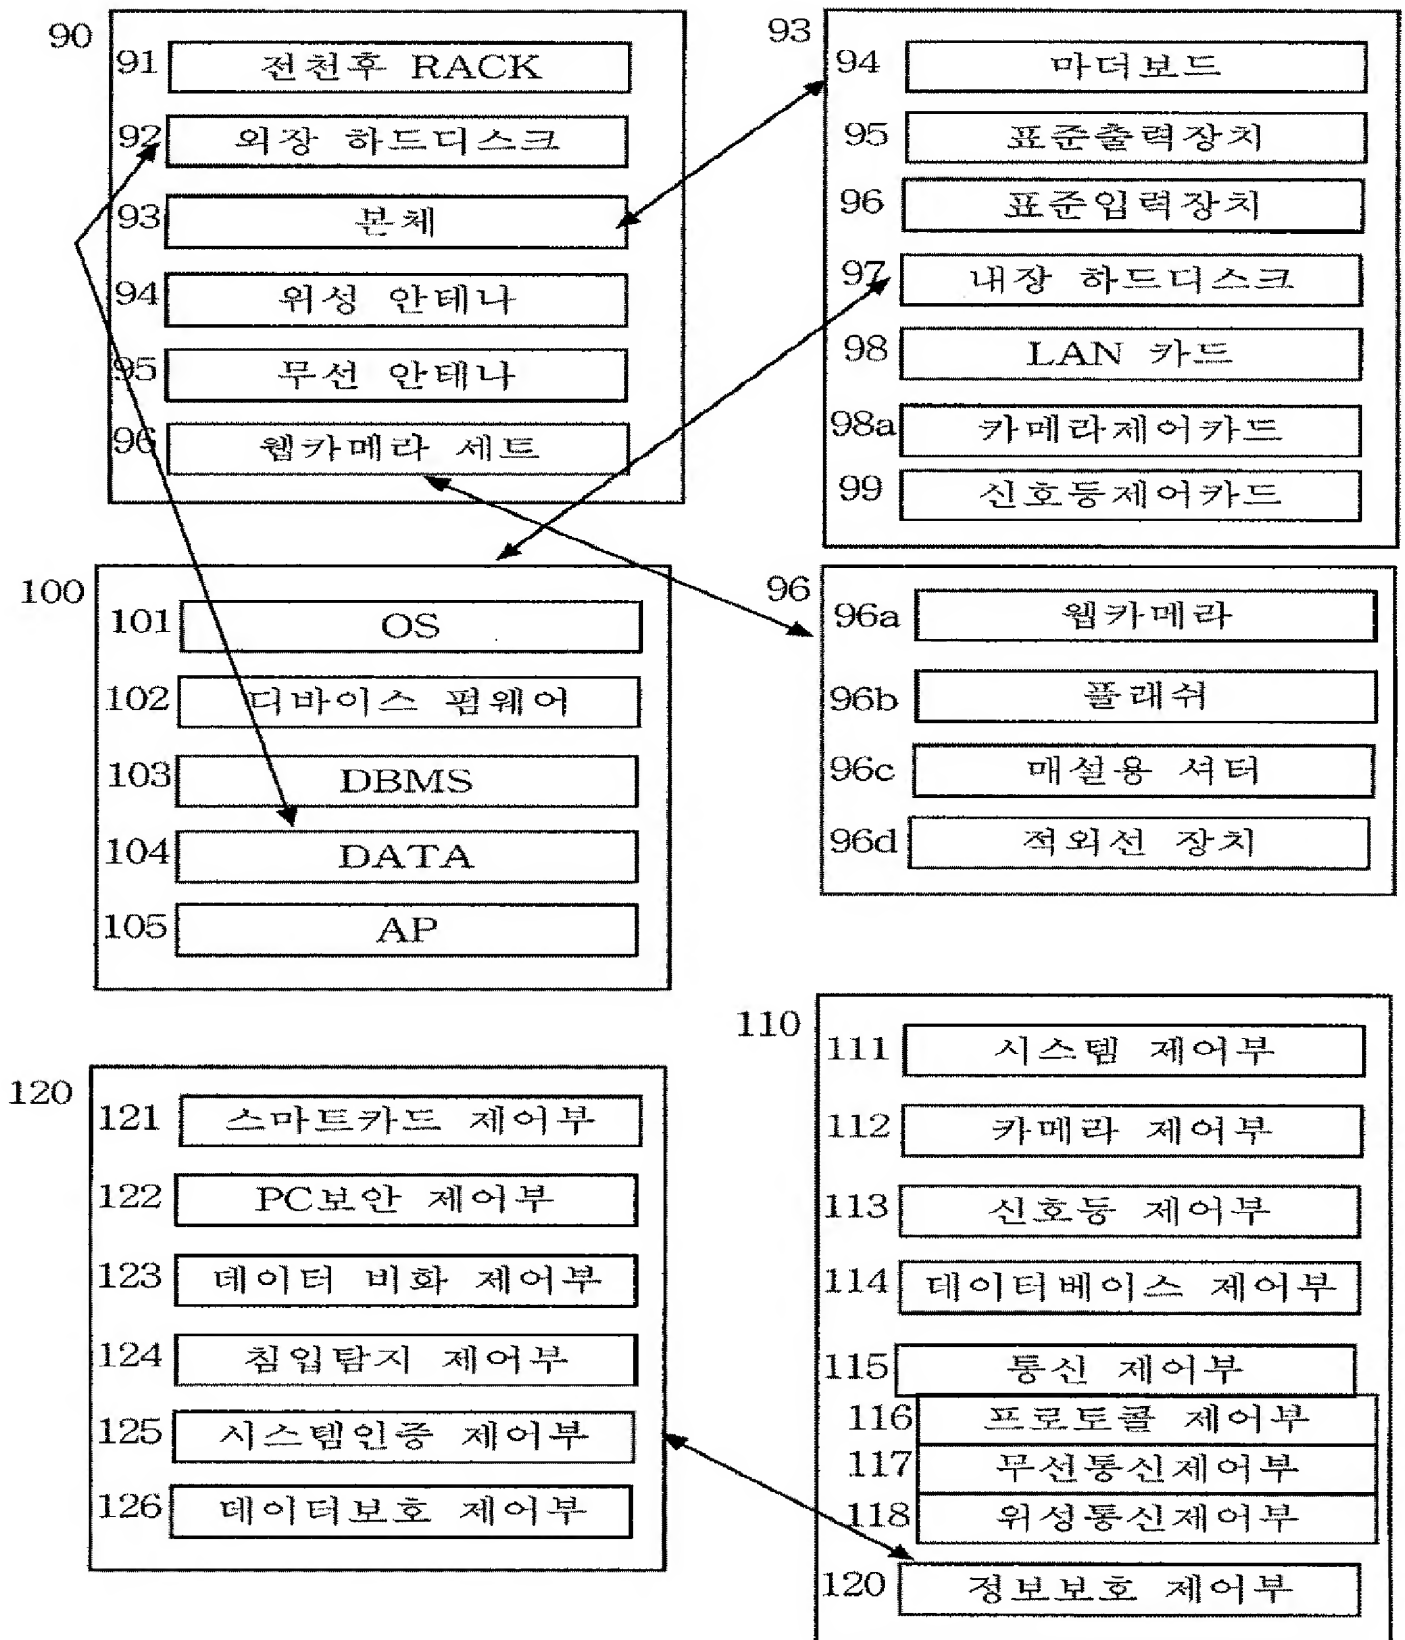 90
91 전천후 RACK
92 외장 하드디스크
93 본체
94 위성 안테나
95 무선 안테나
96 웹카메라 세트
93
94 마더보드
95 표준출력장치
96 표준입력장치
97 내장 하드디스크
98 LAN 카드
98a 카메라제어카드
99 신호등제어카드
100
101 OS
102 디바이스 펌웨어
103 DBMS
104 DATA
105 AP
96
96a 웹카메라
96b 플래쉬
96c 매설용 셔터
96d 적외선 장치
120
121 스마트카드 제어부
122 PC보안 제어부
123 데이터 비화 제어부
124 침입탐지 제어부
125 시스템인증 제어부
126 데이터보호 제어부
110
111 시스템 제어부
112 카메라 제어부
113 신호등 제어부
114 데이터베이스 제어부
115 통신 제어부
116 프로토콜 제어부
117 무선통신제어부
118 위성통신제어부
120 정보보호 제어부